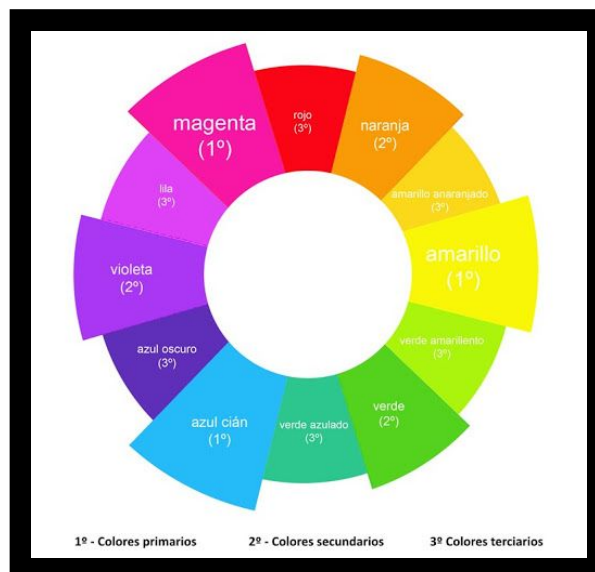 magenta
(1º)
rojo
(3º)
naranja
(2º)
amarillo anaranjado
(3º)
amarillo
(1º)
verde amariliento
(3º)
verde
(2º)
verde azulado
(3º)
azul cián
(1º)
azul oscuro
(3º)
violeta
(2º)
lila
(3º)
1º - Colores primarios 2º - Colores secundarios 3º Colores terciarios